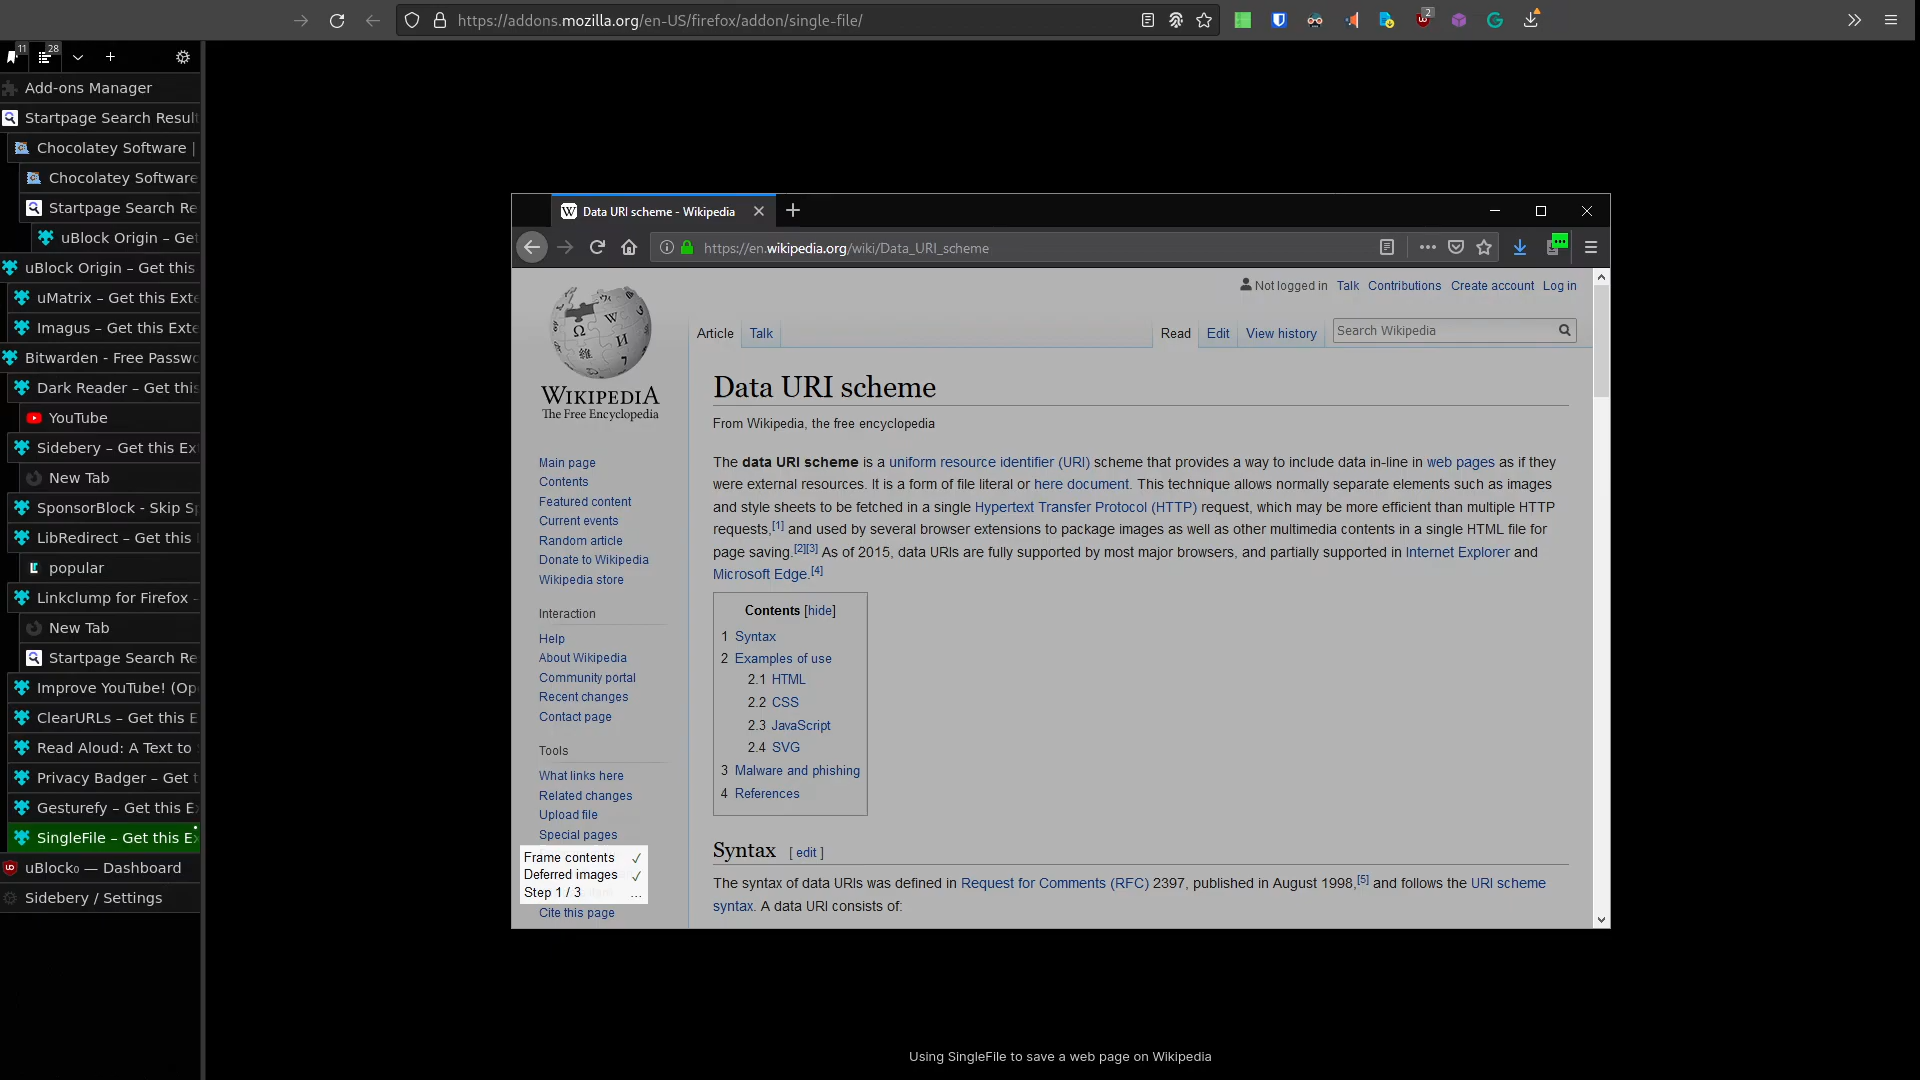 https://addons.mozilla.org/en-US/firefox/addon/single-file/
2
11
28
Add-ons Manager
Startpage Search Result
Chocolatey Software |
Chocolatey Software
Startpage Search Re
uBlock Origin – Get
uBlock Origin – Get this
uMatrix – Get this Exte
Imagus – Get this Exte
Bitwarden - Free Passwo
Dark Reader – Get this
YouTube
Sidebery – Get this Ex
New Tab
SponsorBlock - Skip Sp
LibRedirect – Get this
popular
Linkclump for Firefox –
New Tab
Startpage Search Re
Improve YouTube! (Op
ClearURLs – Get this E
Read Aloud: A Text to
Privacy Badger – Get t
Gesturefy – Get this E
SingleFile – Get this Ex
uBlock₀ — Dashboard
Sidebery / Settings
Data URI scheme - Wikipedia
https://en.wikipedia.org/wiki/Data_URI_scheme
WIKIPEDIA
The Free Encyclopedia
Not logged in Talk Contributions Create account Log in
Article Talk Read Edit View history Search Wikipedia
Main page
Contents
Featured content
Current events
Random article
Donate to Wikipedia
Wikipedia store
Interaction
Help
About Wikipedia
Community portal
Recent changes
Contact page
Tools
What links here
Related changes
Upload file
Special pages
Frame contents ✓
Deferred images ✓
Step 1 / 3 ...
Cite this page
Data URI scheme
From Wikipedia, the free encyclopedia
The data URI scheme is a uniform resource identifier (URI) scheme that provides a way to include data in-line in web pages as if they
were external resources. It is a form of file literal or here document. This technique allows normally separate elements such as images
and style sheets to be fetched in a single Hypertext Transfer Protocol (HTTP) request, which may be more efficient than multiple HTTP
requests,[1] and used by several browser extensions to package images as well as other multimedia contents in a single HTML file for
page saving.[2][3] As of 2015, data URIs are fully supported by most major browsers, and partially supported in Internet Explorer and
Microsoft Edge.[4]
Contents [hide]
1 Syntax
2 Examples of use
2.1 HTML
2.2 CSS
2.3 JavaScript
2.4 SVG
3 Malware and phishing
4 References
Syntax [ edit ]
The syntax of data URIs was defined in Request for Comments (RFC) 2397, published in August 1998,[5] and follows the URI scheme
syntax. A data URI consists of:
Using SingleFile to save a web page on Wikipedia